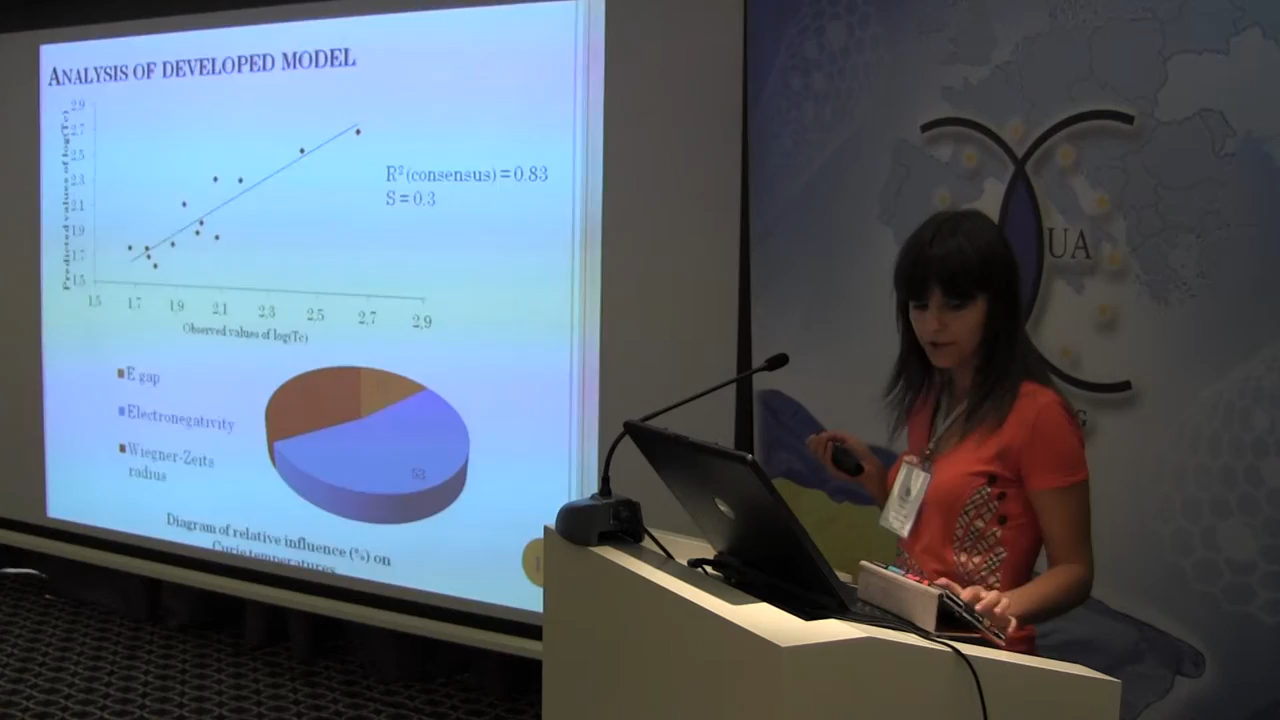 ANALYSIS OF DEVELOPED MODEL
Predicted values of log(Tc)
2,9
2,7
2,5
2,3
2,1
1,9
1,7
1,5
1,5 1,7 1,9 2,1 2,3 2,5 2,7 2,9
Observed values of log(Tc)
R² (consensus) = 0.83
S = 0.3
E gap
Electronegativity
Wiegner-Zeits
radius
53
Diagram of relative influence (%) on
Curie temperatures
UA
G